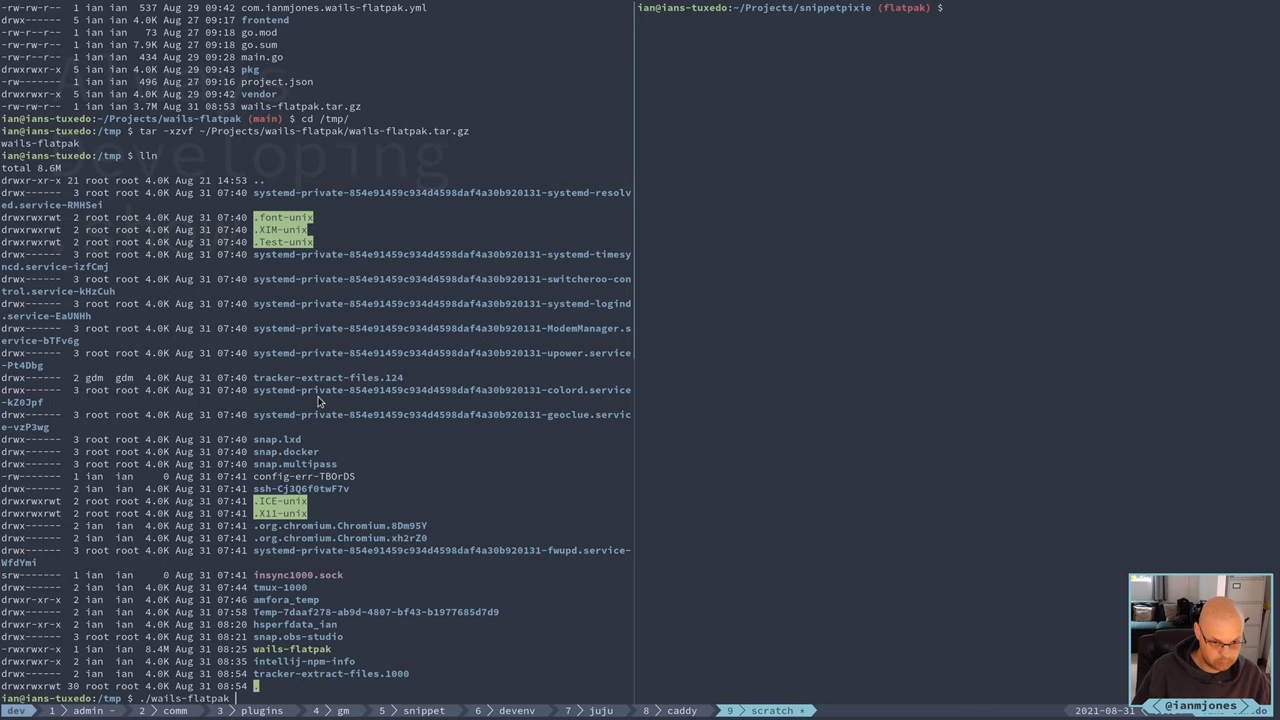 -rw-rw-r-- 1 ian ian 537 Aug 29 09:42 com.ianmjones.wails-flatpak.yml
drwxrwx--- 5 ian ian 4.0K Aug 27 09:17 frontend
-rw-rw-r-- 1 ian ian 73 Aug 27 09:18 go.mod
-rw-rw-r-- 1 ian ian 7.9K Aug 27 09:18 go.sum
-rw-rw-r-- 1 ian ian 434 Aug 29 09:28 main.go
drwxrwxr-x 5 ian ian 4.0K Aug 29 09:43 pkg
-rw-rw---- 1 ian ian 496 Aug 27 09:16 project.json
drwxrwxr-x 5 ian ian 4.0K Aug 29 09:42 vendor
-rw-rw-r-- 1 ian ian 3.7M Aug 31 08:53 wails-flatpak.tar.gz
ian@ians-tuxedo:~/Projects/wails-flatpak (main) $ cd /tmp/
ian@ians-tuxedo:/tmp $ tar -xzvf ~/Projects/wails-flatpak/wails-flatpak.tar.gz
wails-flatpak
ian@ians-tuxedo:/tmp $ lln
total 8.6M
drwxr-xr-x 21 root root 4.0K Aug 21 14:53 ..
drwx------ 3 root root 4.0K Aug 31 07:40 systemd-private-854e91459c934d4598daf4a30b920131-systemd-resolv
ed.service-RMHSei
drwxrwxrwt 2 root root 4.0K Aug 31 07:40 .font-unix
drwxrwxrwt 2 root root 4.0K Aug 31 07:40 .XIM-unix
drwxrwxrwt 2 root root 4.0K Aug 31 07:40 .Test-unix
drwx------ 3 root root 4.0K Aug 31 07:40 systemd-private-854e91459c934d4598daf4a30b920131-systemd-timesy
ncd.service-izfCmj
drwx------ 3 root root 4.0K Aug 31 07:40 systemd-private-854e91459c934d4598daf4a30b920131-switcheroo-con
trol.service-kHzCuh
drwx------ 3 root root 4.0K Aug 31 07:40 systemd-private-854e91459c934d4598daf4a30b920131-systemd-logind
.service-EaUNHh
drwx------ 3 root root 4.0K Aug 31 07:40 systemd-private-854e91459c934d4598daf4a30b920131-ModemManager.s
ervice-bTFv6g
drwx------ 3 root root 4.0K Aug 31 07:40 systemd-private-854e91459c934d4598daf4a30b920131-upower.service
-Pt4Dbg
drwx------ 2 gdm gdm 4.0K Aug 31 07:40 tracker-extract-files.124
drwx------ 3 root root 4.0K Aug 31 07:40 systemd-private-854e91459c934d4598daf4a30b920131-colord.service
-kZ0Jpf
drwx------ 3 root root 4.0K Aug 31 07:40 systemd-private-854e91459c934d4598daf4a30b920131-geoclue.servic
e-vzP3wg
drwx------ 3 root root 4.0K Aug 31 07:40 snap.lxd
drwx------ 3 root root 4.0K Aug 31 07:40 snap.docker
drwx------ 3 root root 4.0K Aug 31 07:40 snap.multipass
-rw------- 1 ian ian 0 Aug 31 07:41 config-err-TBOrDS
drwx------ 2 ian ian 4.0K Aug 31 07:41 ssh-Cj3Q6f0twF7v
drwxrwxrwt 2 root root 4.0K Aug 31 07:41 .ICE-unix
drwxrwxrwt 2 root root 4.0K Aug 31 07:41 .X11-unix
drwx------ 2 ian ian 4.0K Aug 31 07:41 .org.chromium.Chromium.8Dm95Y
drwx------ 2 ian ian 4.0K Aug 31 07:41 .org.chromium.Chromium.xh2rZ0
drwx------ 3 root root 4.0K Aug 31 07:41 systemd-private-854e91459c934d4598daf4a30b920131-fwupd.service-
WfdYmi
srw------- 1 ian ian 0 Aug 31 07:41 insync1000.sock
drwx------ 2 ian ian 4.0K Aug 31 07:44 tmux-1000
drwxr-xr-x 2 ian ian 4.0K Aug 31 07:46 amfora_temp
drwxrwxr-x 2 ian ian 4.0K Aug 31 07:58 Temp-7daaf278-ab9d-4807-bf43-b1977685d7d9
drwxr-xr-x 2 ian ian 4.0K Aug 31 08:20 hsperfdata_ian
drwx------ 3 root root 4.0K Aug 31 08:21 snap.obs-studio
-rwxrwxr-x 1 ian ian 8.4M Aug 31 08:25 wails-flatpak
drwxrwxr-x 2 ian ian 4.0K Aug 31 08:35 intellij-npm-info
drwx------ 2 ian ian 4.0K Aug 31 08:54 tracker-extract-files.1000
drwxrwxrwt 30 root root 4.0K Aug 31 08:54 .
ian@ians-tuxedo:/tmp $ ./wails-flatpak
ian@ians-tuxedo:~/Projects/snippetpixie (flatpak) $
Developing
dev 1 admin - 2 comm 3 plugins 4 gm 5 snippet 6 devenv 7 juju 8 caddy 9 scratch * 2021-08-31
@ianmjones